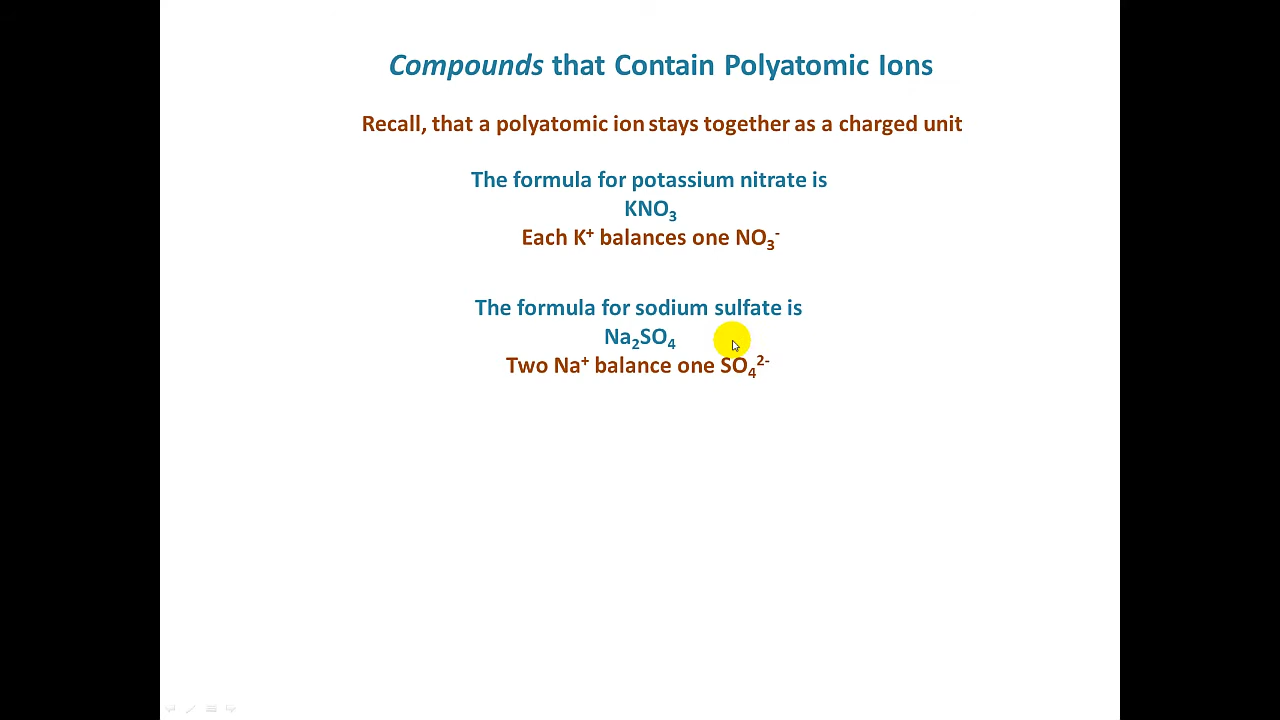 Compounds that Contain Polyatomic Ions
Recall, that a polyatomic ion stays together as a charged unit
The formula for potassium nitrate is
KNO₃
Each K⁺ balances one NO₃⁻
The formula for sodium sulfate is
Na₂SO₄
Two Na⁺ balance one SO₄²⁻